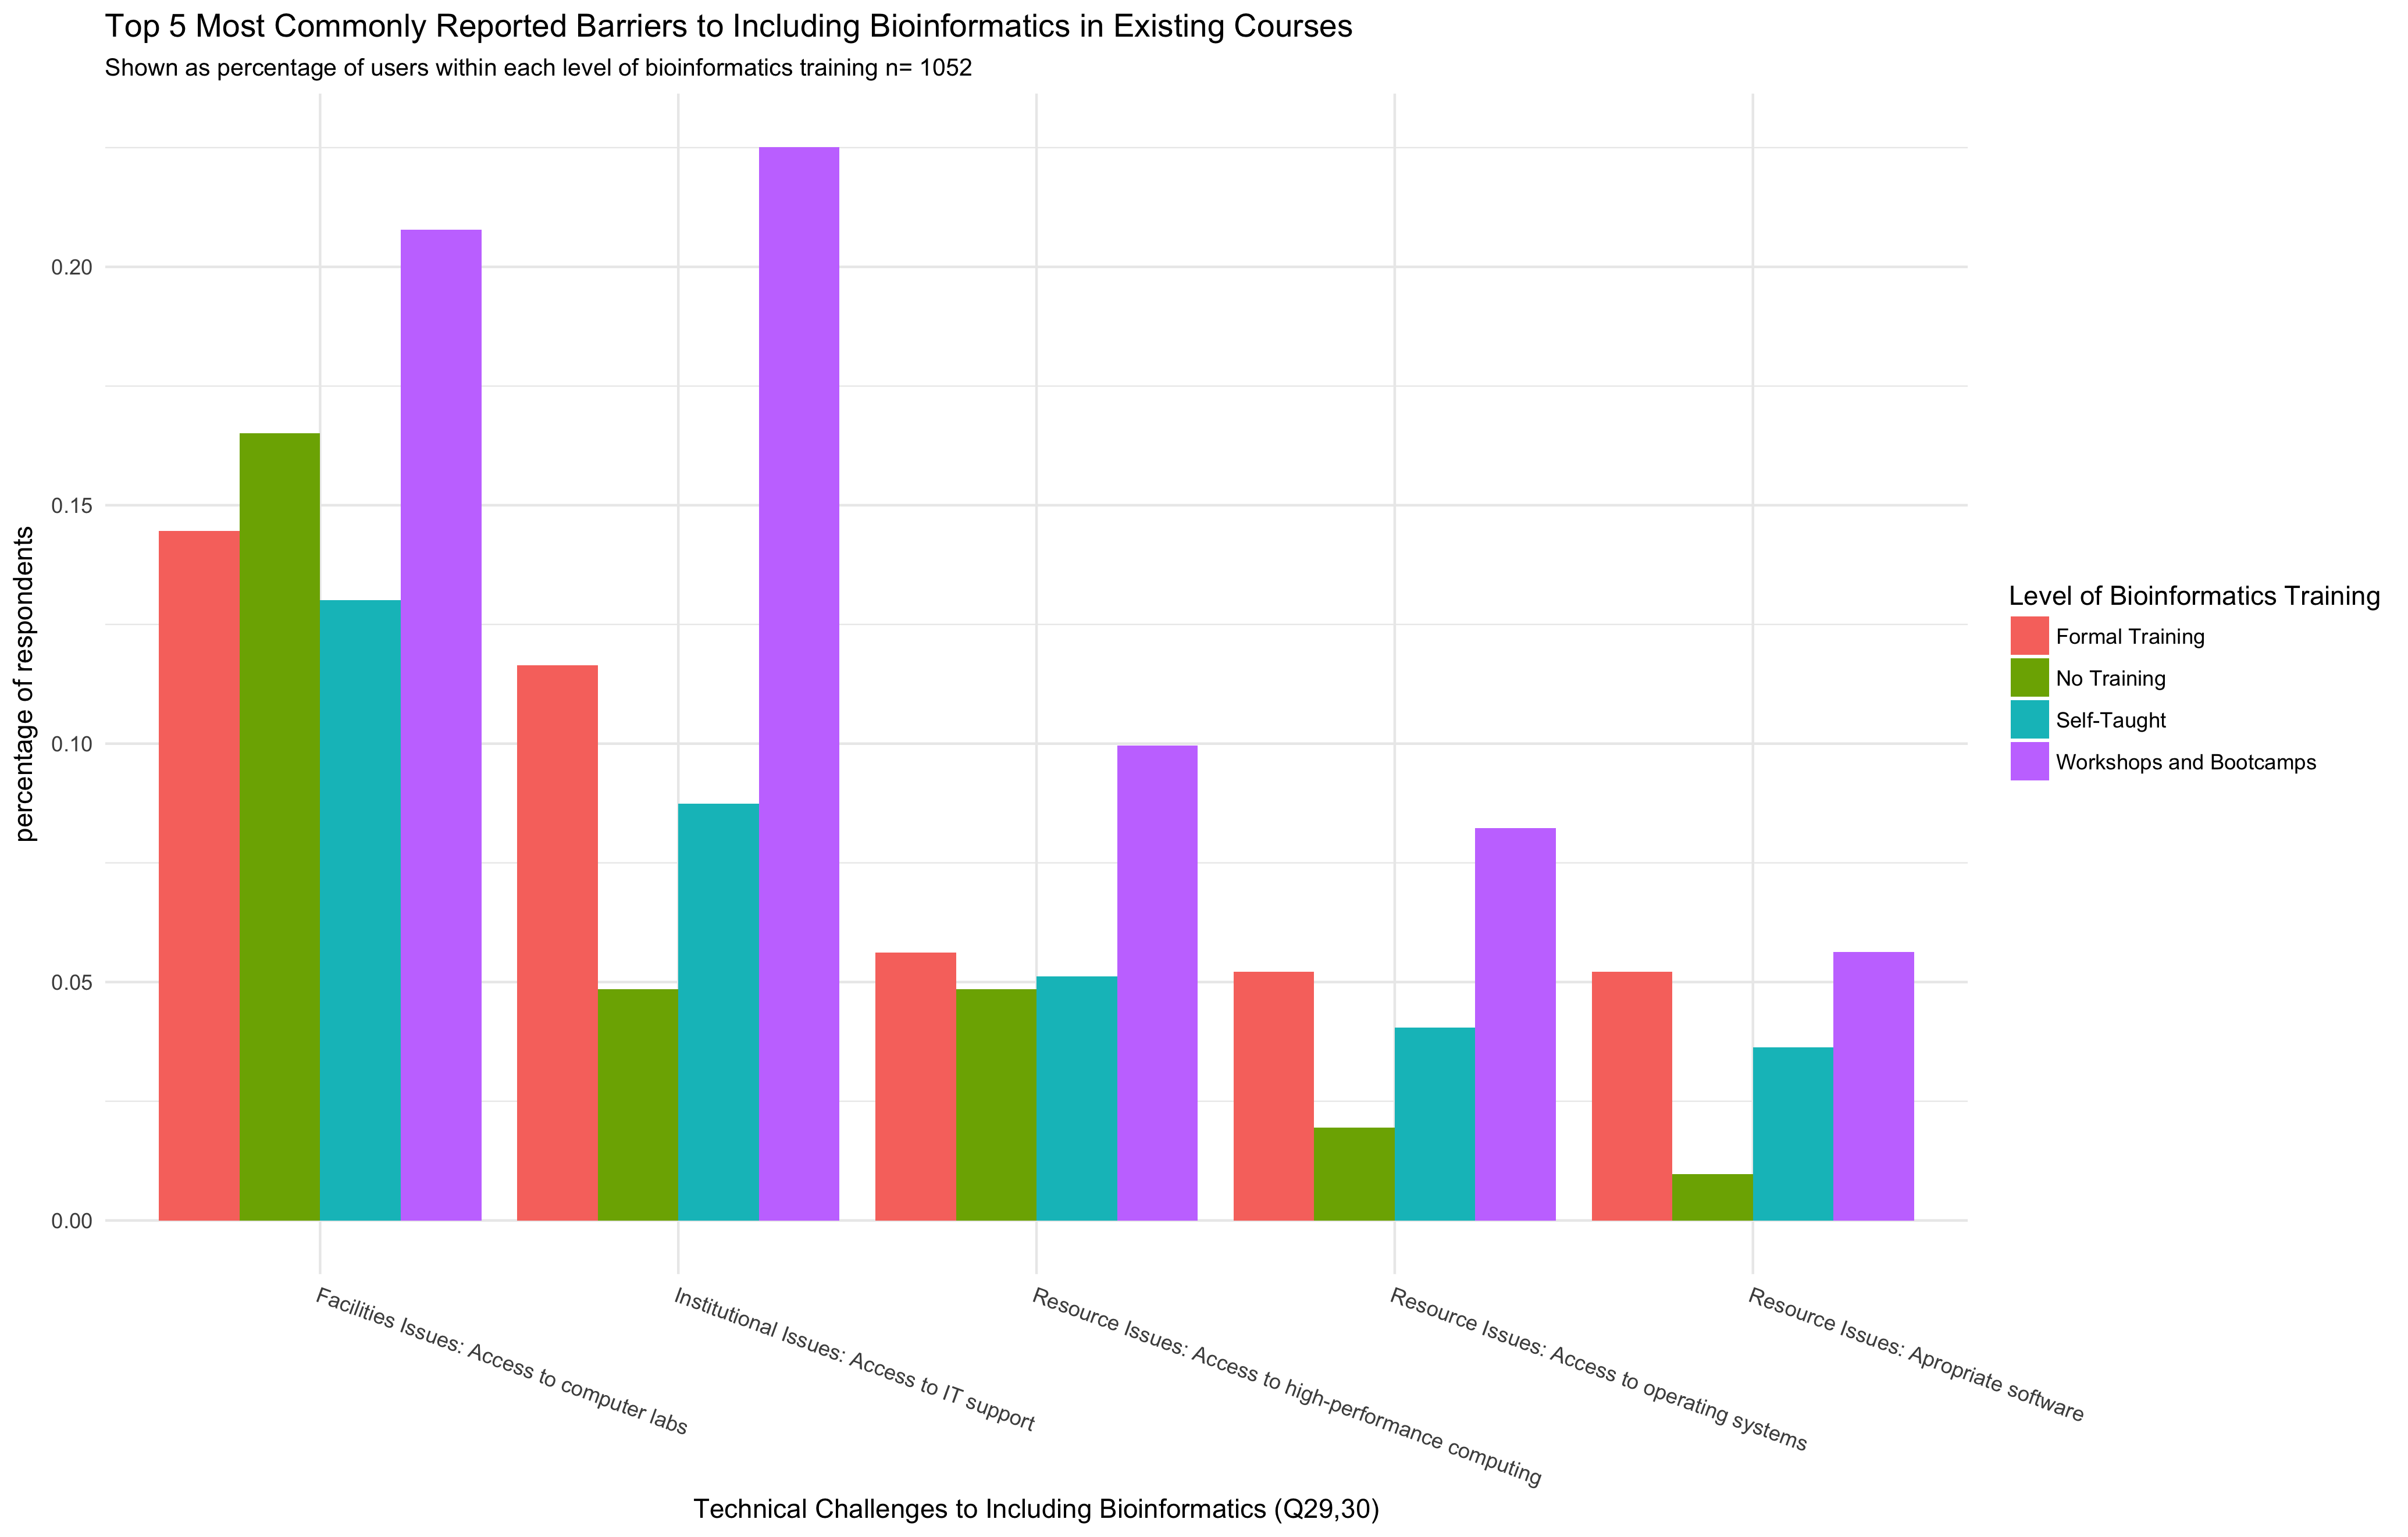 Top 5 Most Commonly Reported Barriers to Including Bioinformatics in Existing Courses
Shown as percentage of users within each level of bioinformatics training n= 1052
percentage of respondents
0.20
0.15
0.10
0.05
0.00
Facilities Issues: Access to computer labs
Institutional Issues: Access to IT support
Resource Issues: Access to high-performance computing
Resource Issues: Access to operating systems
Resource Issues: Apropriate software
Technical Challenges to Including Bioinformatics (Q29,30)
Level of Bioinformatics Training
Formal Training
No Training
Self-Taught
Workshops and Bootcamps